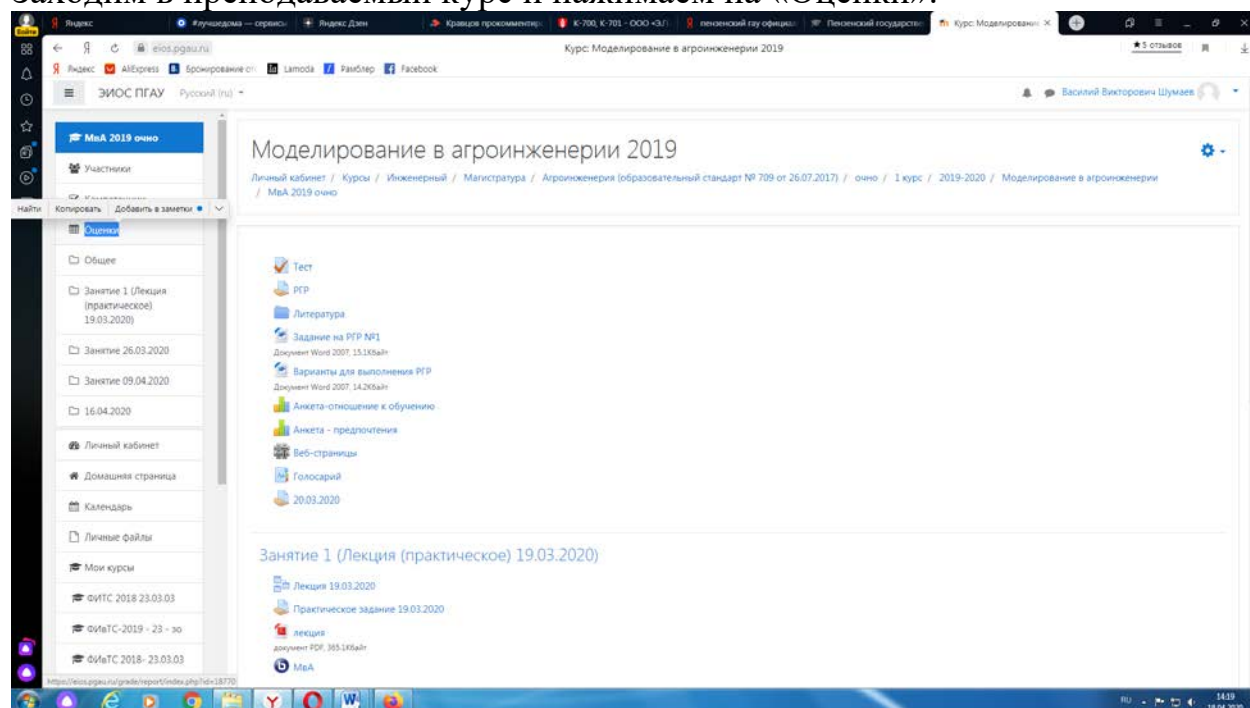 Заходим в преподаваемый курс и нажимаем на «Оценки».
Войти
Яндекс
#лучшедома — сервисы
Яндекс Дзен
Кравцов прокомментир
К-700, К-701 - ООО «З/
пензенский гау официал
Пензенский государстве
Курс: Моделировани
eios.pgau.ru
Курс: Моделирование в агроинженерии 2019
★ 5 отзывов
Яндекс
AliExpress
Бронирование от
Lamoda
Рамблер
Facebook
ЭИОС ПГАУ
Русский (ru)
Василий Викторович Шумаев
МвА 2019 очно
Участники
Найти
Копировать
Добавить в заметки
Оценки
Общее
Занятие 1 (Лекция
(практическое)
19.03.2020)
Занятие 26.03.2020
Занятие 09.04.2020
16.04.2020
Личный кабинет
Домашняя страница
Календарь
Личные файлы
Мои курсы
ФИТС 2018 23.03.03
ФИвТС-2019 - 23 - зо
ФИвТС 2018- 23.03.03
https://eios.pgau.ru/grade/report/index.php?id=18770
Моделирование в агроинженерии 2019
Личный кабинет / Курсы / Инженерный / Магистратура / Агроинженерия (образовательный стандарт № 709 от 26.07.2017) / очно / 1 курс / 2019-2020 / Моделирование в агроинженерии
/ МвА 2019 очно
Тест
РГР
Литература
Задание на РГР №1
Документ Word 2007, 15.1Кбайт
Варианты для выполнения РГР
Документ Word 2007, 14.2Кбайт
Анкета-отношение к обучению
Анкета - предпочтения
Веб-страницы
Голосарий
20.03.2020
Занятие 1 (Лекция (практическое) 19.03.2020)
Лекция 19.03.2020
Практическое задание 19.03.2020
лекция
документ PDF, 365.1Кбайт
МвА
RU
14:19
18.04.2020